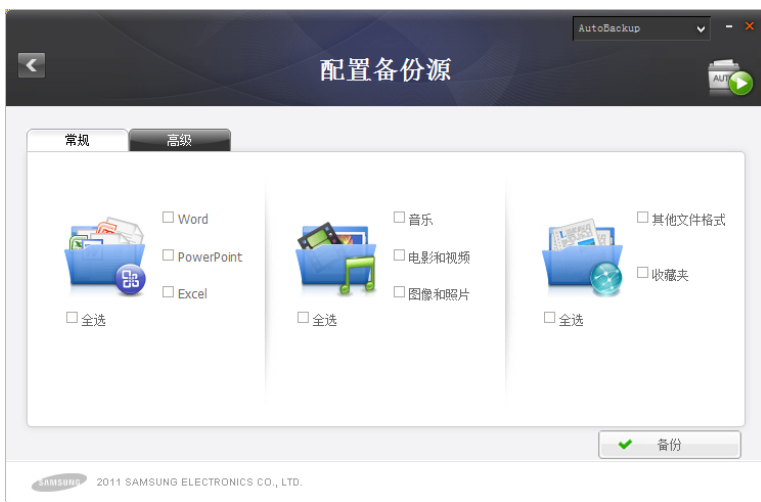 AutoBackup
配置备份源
AUTO
常规
高级
Word
PowerPoint
Excel
全选
音乐
电影和视频
图像和照片
全选
其他文件格式
收藏夹
全选
备份
SAMSUNG 2011 SAMSUNG ELECTRONICS CO., LTD.